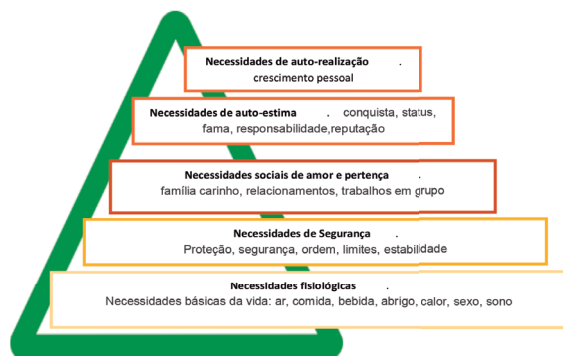 Necessidades de auto-realização .
crescimento pessoal
Necessidades de auto-estima . conquista, status,
fama, responsabilidade,reputação
Necessidades sociais de amor e pertença .
família carinho, relacionamentos, trabalhos em grupo
Necessidades de Segurança .
Proteção, segurança, ordem, limites, estabilidade
Necessidades fisiológicas .
Necessidades básicas da vida: ar, comida, bebida, abrigo, calor, sexo, sono